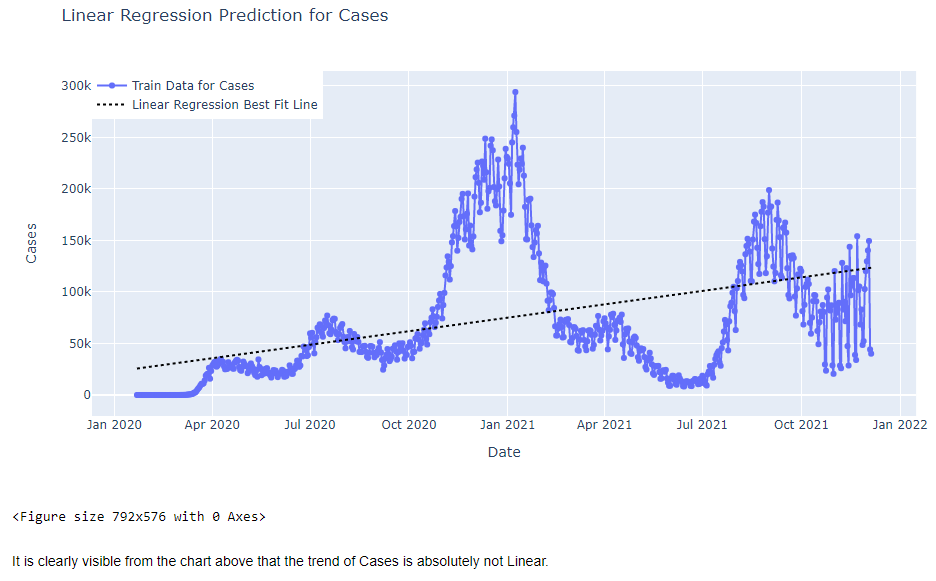 Linear Regression Prediction for Cases
Train Data for Cases
Linear Regression Best Fit Line
300k
250k
200k
150k
100k
50k
0
Cases
Jan 2020 Apr 2020 Jul 2020 Oct 2020 Jan 2021 Apr 2021 Jul 2021 Oct 2021 Jan 2022
Date
<Figure size 792x576 with 0 Axes>
It is clearly visible from the chart above that the trend of Cases is absolutely not Linear.